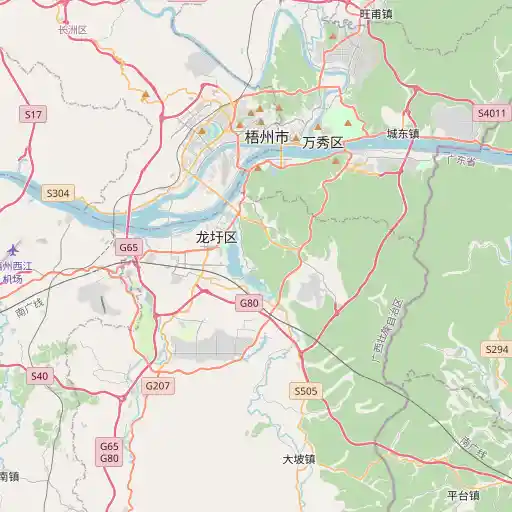 旺甫镇
长洲区
S17
S4011
梧州市
万秀区
城东镇
广东省
S304
龙圩区
G65
州西江
机场
南广线
G80
广西壮族自治区
S294
S40
G207
S505
G65
G80
南广线
大坡镇
南镇
平台镇